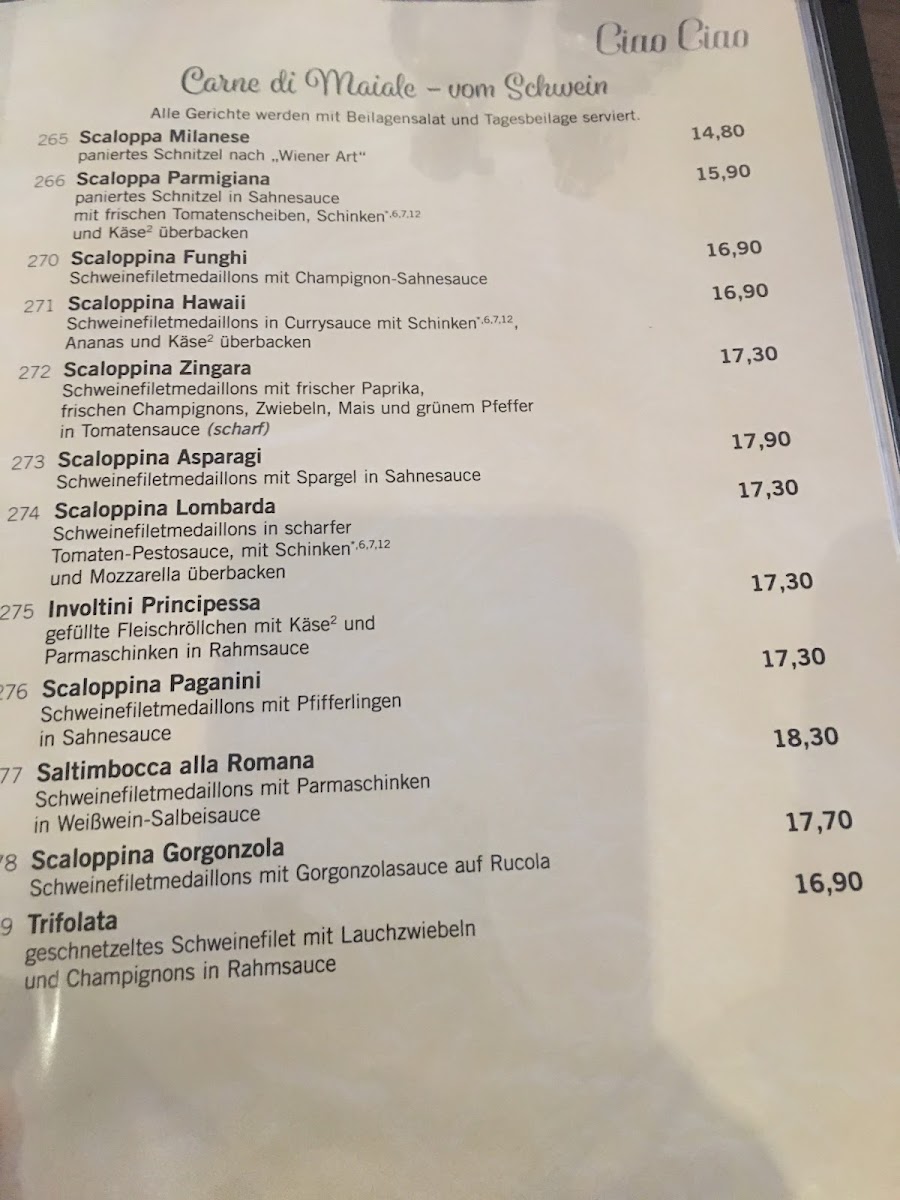 Ciao Ciao
Carne di Maiale – vom Schwein
Alle Gerichte werden mit Beilagensalat und Tagesbeilage serviert.
265 Scaloppa Milanese 14,80
paniertes Schnitzel nach „Wiener Art“
266 Scaloppa Parmigiana 15,90
paniertes Schnitzel in Sahnesauce
mit frischen Tomatenscheiben, Schinken*,6,7,12
und Käse2 überbacken
270 Scaloppina Funghi 16,90
Schweinefiletmedaillons mit Champignon-Sahnesauce
271 Scaloppina Hawaii 16,90
Schweinefiletmedaillons in Currysauce mit Schinken*,6,7,12,
Ananas und Käse2 überbacken
272 Scaloppina Zingara 17,30
Schweinefiletmedaillons mit frischer Paprika,
frischen Champignons, Zwiebeln, Mais und grünem Pfeffer
in Tomatensauce (scharf)
273 Scaloppina Asparagi 17,90
Schweinefiletmedaillons mit Spargel in Sahnesauce
274 Scaloppina Lombarda 17,30
Schweinefiletmedaillons in scharfer
Tomaten-Pestosauce, mit Schinken*,6,7,12
und Mozzarella überbacken
275 Involtini Principessa 17,30
gefüllte Fleischröllchen mit Käse2 und
Parmaschinken in Rahmsauce
276 Scaloppina Paganini 17,30
Schweinefiletmedaillons mit Pfifferlingen
in Sahnesauce
77 Saltimbocca alla Romana 18,30
Schweinefiletmedaillons mit Parmaschinken
in Weißwein-Salbeisauce
78 Scaloppina Gorgonzola 17,70
Schweinefiletmedaillons mit Gorgonzolasauce auf Rucola
9 Trifolata 16,90
geschnetzeltes Schweinefilet mit Lauchzwiebeln
und Champignons in Rahmsauce